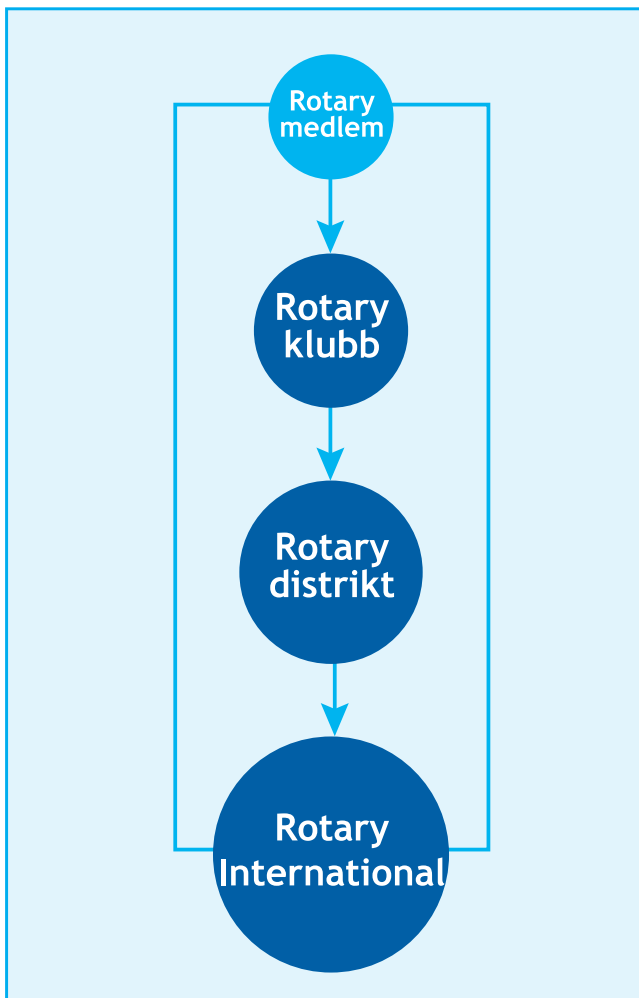 Rotary
medlem
Rotary
klubb
Rotary
distrikt
Rotary
International